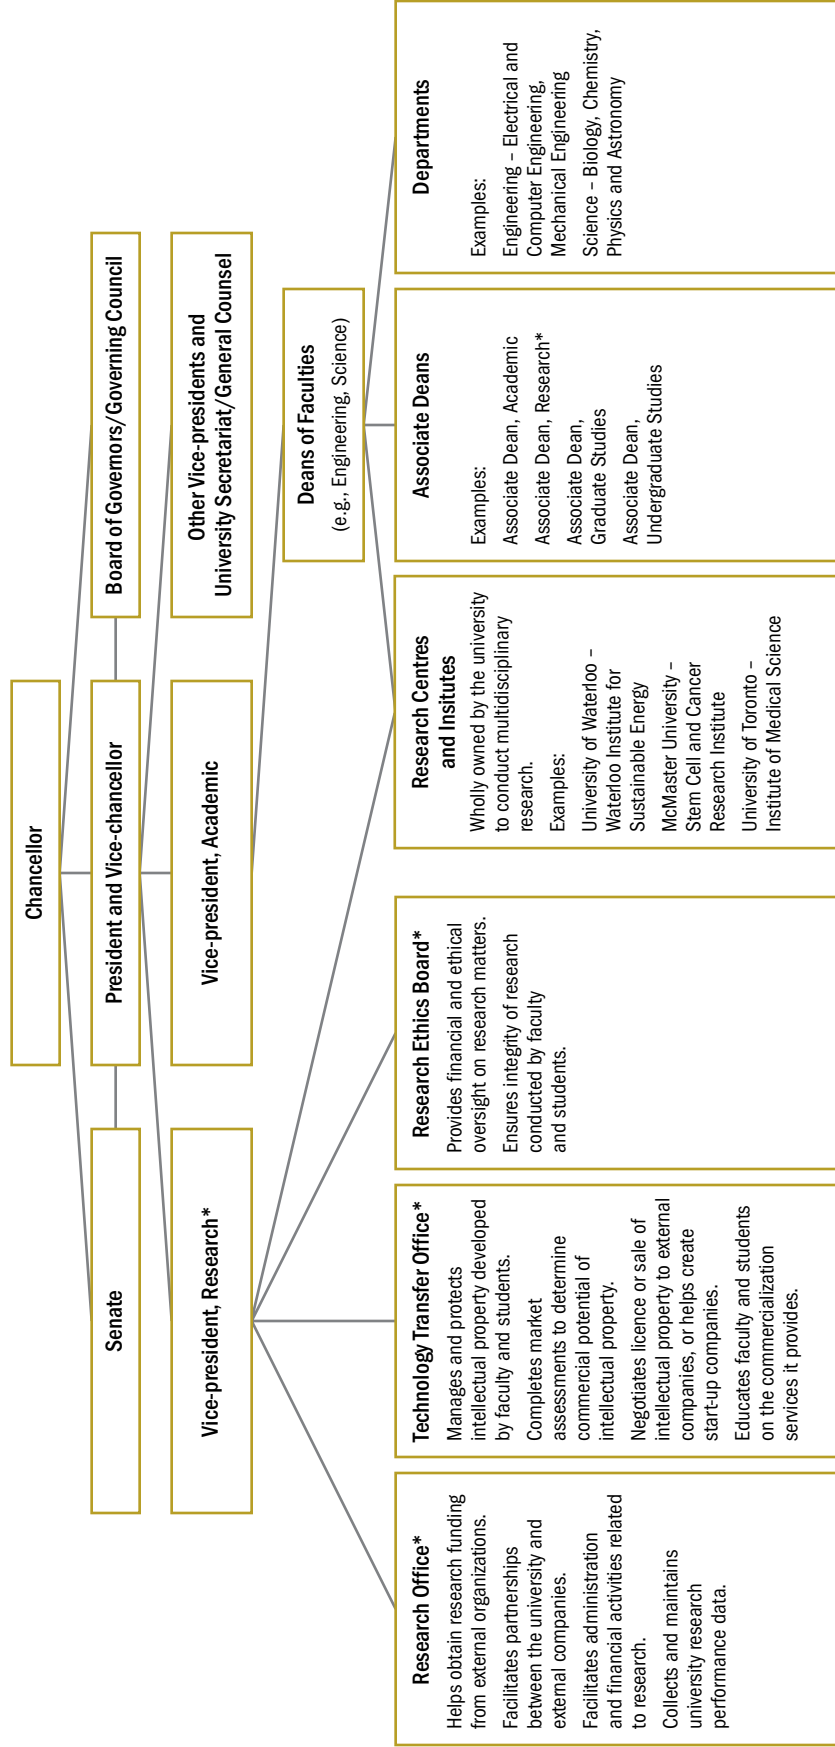 Chancellor
Senate
President and Vice-chancellor
Board of Governors/Governing Council
Vice-president, Research*
Vice-president, Academic
Other Vice-presidents and
University Secretariat/General Counsel
Deans of Faculties
(e.g., Engineering, Science)
Research Office*
Helps obtain research funding
from external organizations.
Facilitates partnerships
between the university and
external companies.
Facilitates administration
and financial activities related
to research.
Collects and maintains
university research
performance data.
Technology Transfer Office*
Manages and protects
intellectual property developed
by faculty and students.
Completes market
assessments to determine
commercial potential of
intellectual property.
Negotiates licence or sale of
intellectual property to external
companies, or helps create
start-up companies.
Educates faculty and students
on the commercialization
services it provides.
Research Ethics Board*
Provides financial and ethical
oversight on research matters.
Ensures integrity of research
conducted by faculty
and students.
Research Centres
and Insitutes
Wholly owned by the university
to conduct multidisciplinary
research.
Examples:
University of Waterloo –
Waterloo Institute for
Sustainable Energy
McMaster University –
Stem Cell and Cancer
Research Institute
University of Toronto –
Institute of Medical Science
Associate Deans
Examples:
Associate Dean, Academic
Associate Dean, Research*
Associate Dean,
Graduate Studies
Associate Dean,
Undergraduate Studies
Departments
Examples:
Engineering – Electrical and
Computer Engineering,
Mechanical Engineering
Science – Biology, Chemistry,
Physics and Astronomy